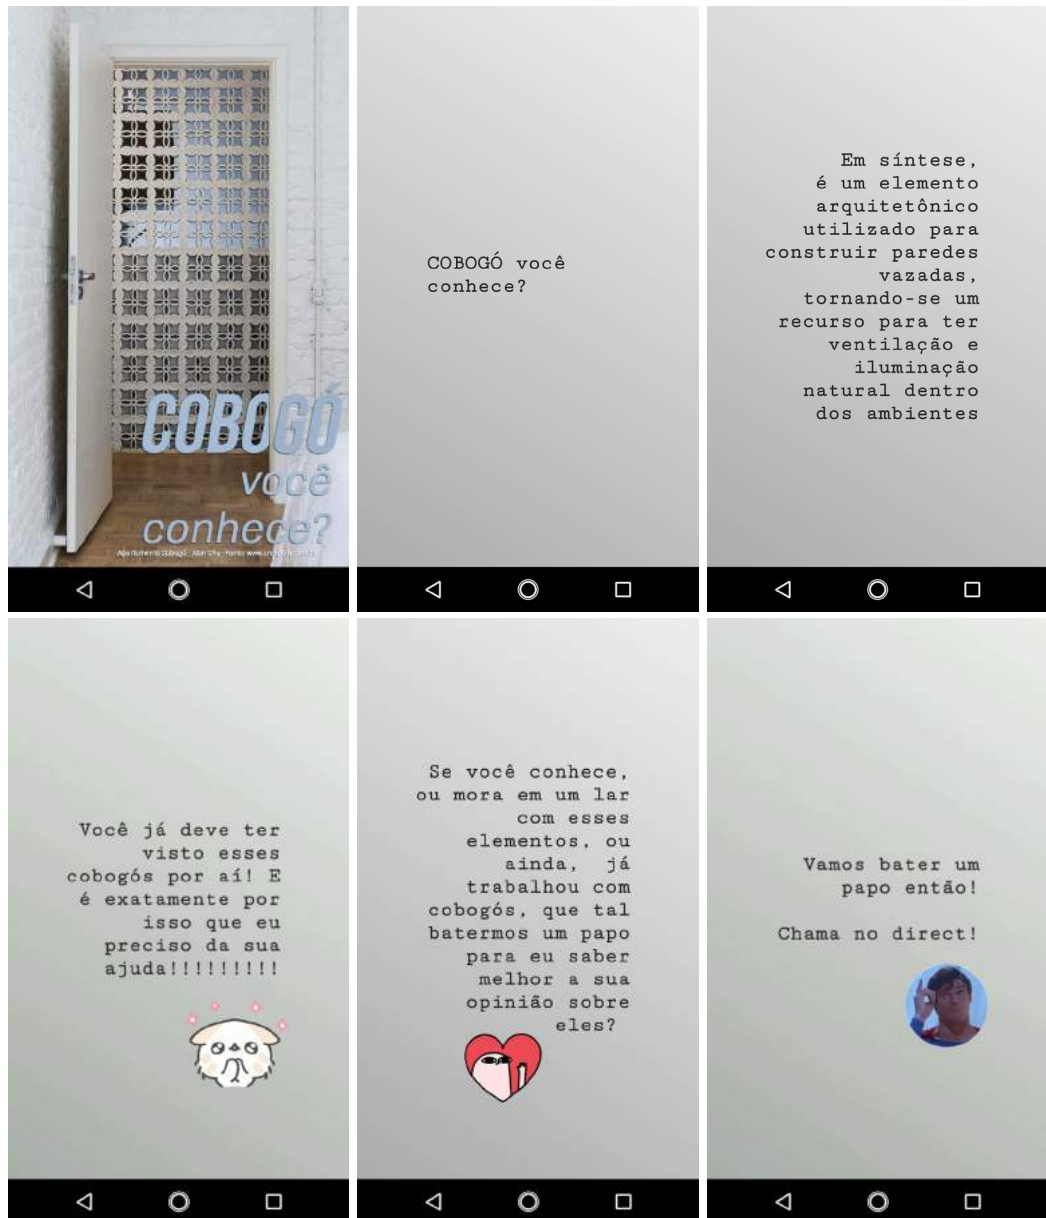 COBOGÓ
você
conhece?
COBOGÓ você
conhece?
Em síntese,
é um elemento
arquitetônico
utilizado para
construir paredes
vazadas,
tornando-se um
recurso para ter
ventilação e
iluminação
natural dentro
dos ambientes
Você já deve ter
visto esses
cobogós por aí! E
é exatamente por
isso que eu
preciso da sua
ajuda!!!!!!!!!
Se você conhece,
ou mora em um lar
com esses
elementos, ou
ainda, já
trabalhou com
cobogós, que tal
batermos um papo
para eu saber
melhor a sua
opinião sobre
eles?
Vamos bater um
papo então!
Chama no direct!